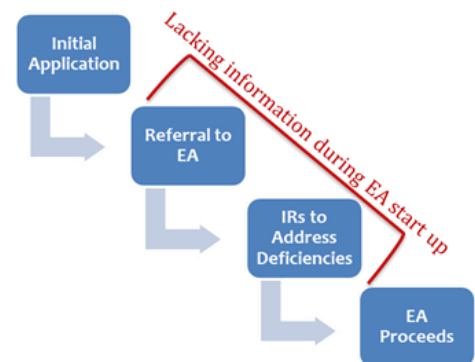 Initial
Application
Lacking information during EA start up
Referral to
EA
IRs to
Address
Deficiencies
EA
Proceeds